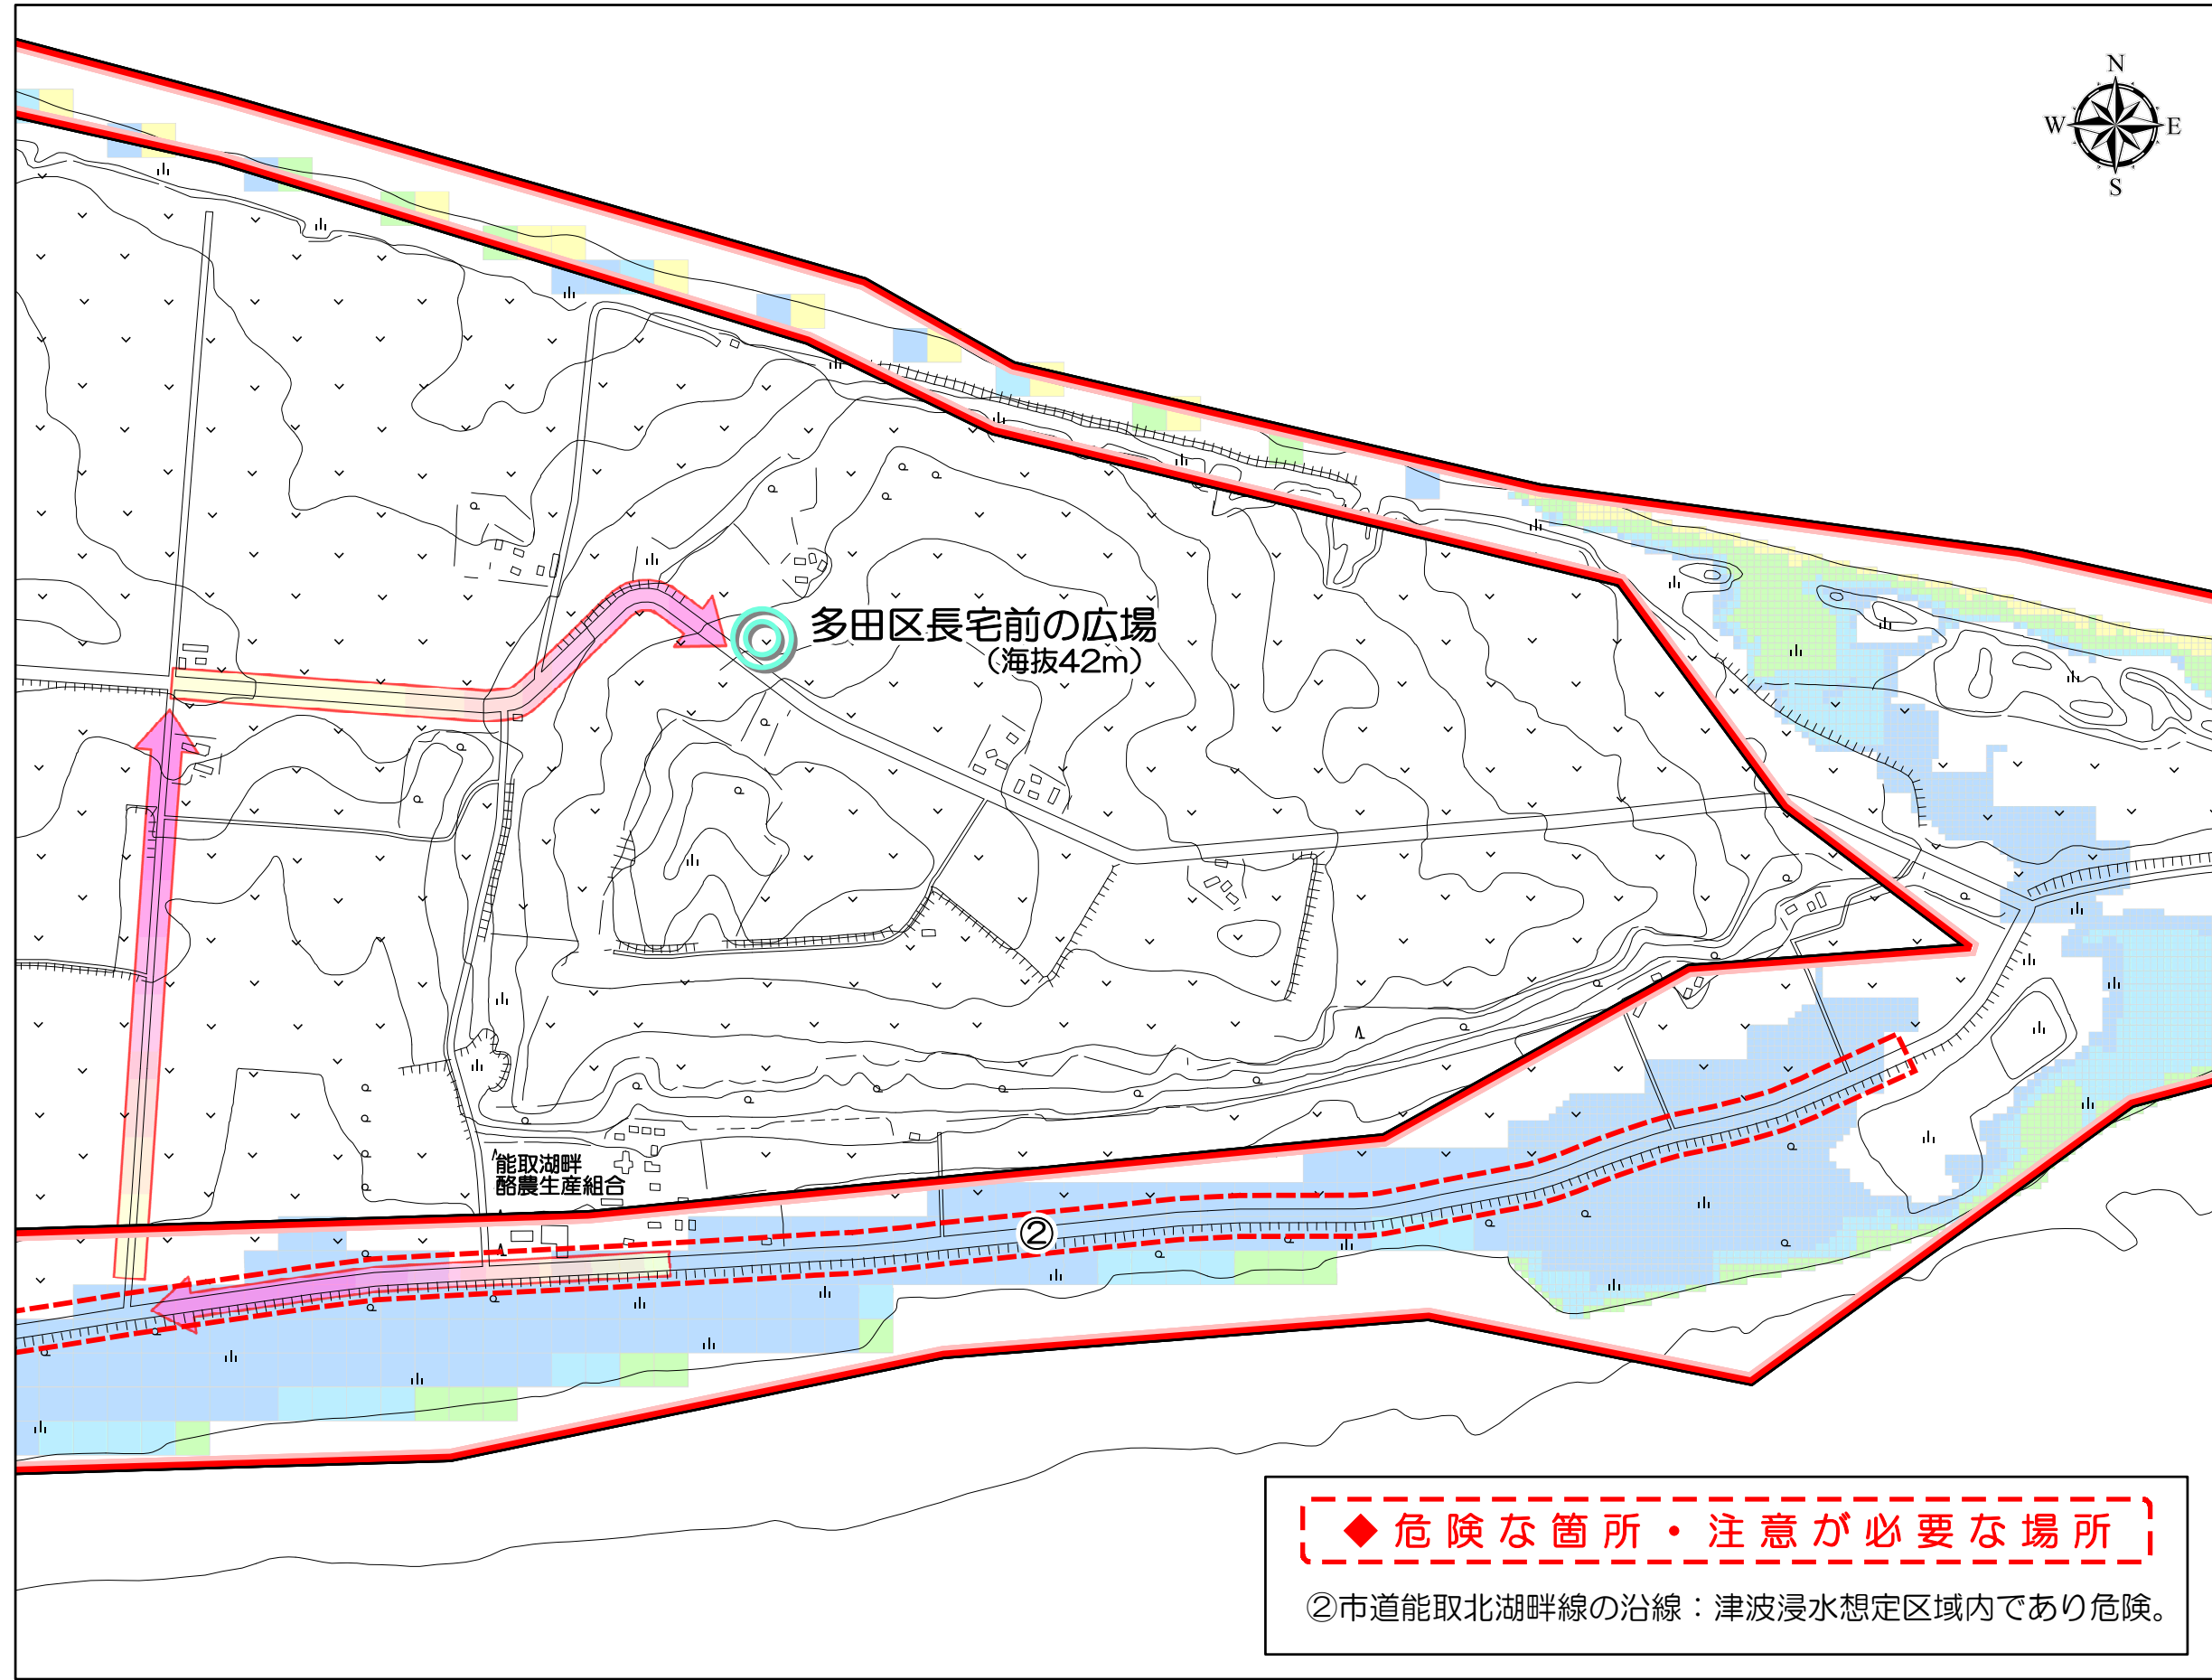 N
W
E
S
多田区長宅前の広場
（海抜42m）
能取湖畔
酪農生産組合
②
◆危険な箇所・注意が必要な場所
②市道能取北湖畔線の沿線：津波浸水想定区域内であり危険。